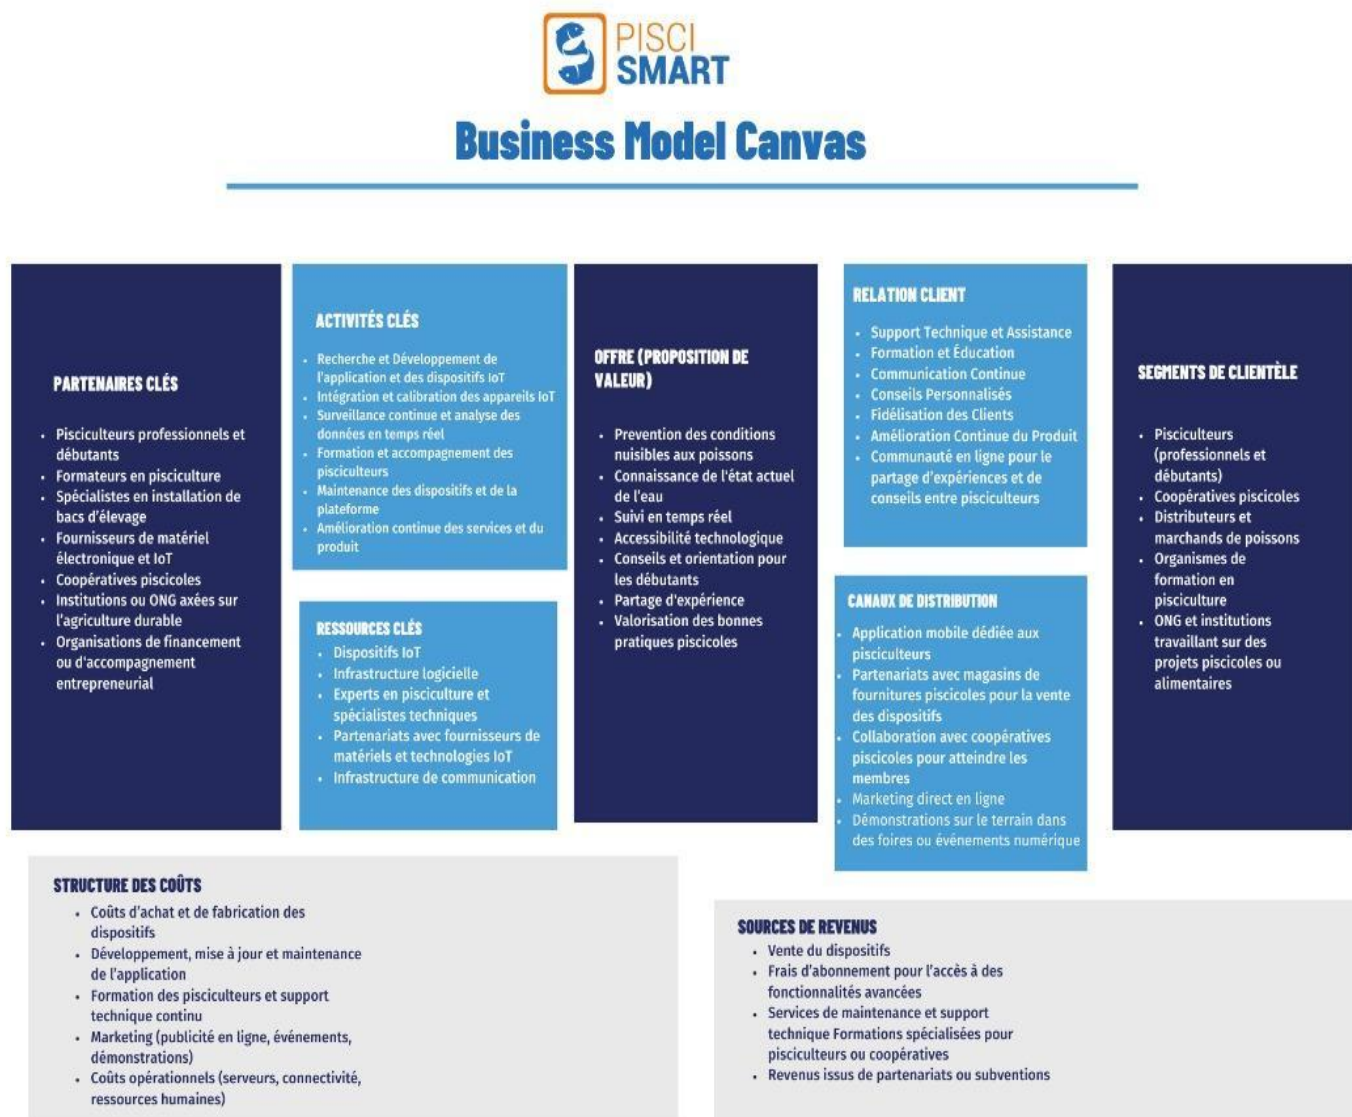 PISCI
SMART
Business Model Canvas
PARTENAIRES CLÉS
• Pisciculteurs professionnels et
débutants
• Formateurs en pisciculture
• Spécialistes en installation de
bacs d'élevage
• Fournisseurs de matériel
électronique et IoT
• Coopératives piscicoles
• Institutions ou ONG axées sur
l'agriculture durable
• Organisations de financement
ou d'accompagnement
entrepreneurial
ACTIVITÉS CLÉS
• Recherche et Développement de
l'application et des dispositifs IoT
• Intégration et calibration des appareils IoT
• Surveillance continue et analyse des
données en temps réel
• Formation et accompagnement des
pisciculteurs
• Maintenance des dispositifs et de la
plateforme
• Amélioration continue des services et du
produit
RESSOURCES CLÉS
• Dispositifs IoT
• Infrastructure logicielle
• Experts en pisciculture et
spécialistes techniques
• Partenariats avec fournisseurs de
matériels et technologies IoT
• Infrastructure de communication
OFFRE (PROPOSITION DE
VALEUR)
• Prevention des conditions
nuisibles aux poissons
• Connaissance de l'état actuel
de l'eau
• Suivi en temps réel
• Accessibilité technologique
• Conseils et orientation pour
les débutants
• Partage d'expérience
• Valorisation des bonnes
pratiques piscicoles
RELATION CLIENT
• Support Technique et Assistance
• Formation et Éducation
• Communication Continue
• Conseils Personnalisés
• Fidélisation des Clients
• Amélioration Continue du Produit
• Communauté en ligne pour le
partage d'expériences et de
conseils entre pisciculteurs
CANAUX DE DISTRIBUTION
• Application mobile dédiée aux
pisciculteurs
• Partenariats avec magasins de
fournitures piscicoles pour la vente
des dispositifs
• Collaboration avec coopératives
piscicoles pour atteindre les
membres
• Marketing direct en ligne
• Démonstrations sur le terrain dans
des foires ou événements numérique
SEGMENTS DE CLIENTÈLE
• Pisciculteurs
(professionnels et
débutants)
• Coopératives piscicoles
• Distributeurs et
marchands de poissons
• Organismes de
formation en
pisciculture
• ONG et institutions
travaillant sur des
projets piscicoles ou
alimentaires
STRUCTURE DES COÛTS
• Coûts d'achat et de fabrication des
dispositifs
• Développement, mise à jour et maintenance
de l'application
• Formation des pisciculteurs et support
technique continu
• Marketing (publicité en ligne, événements,
démonstrations)
• Coûts opérationnels (serveurs, connectivité,
ressources humaines)
SOURCES DE REVENUS
• Vente du dispositifs
• Frais d'abonnement pour l'accès à des
fonctionnalités avancées
• Services de maintenance et support
technique Formations spécialisées pour
pisciculteurs ou coopératives
• Revenus issus de partenariats ou subventions